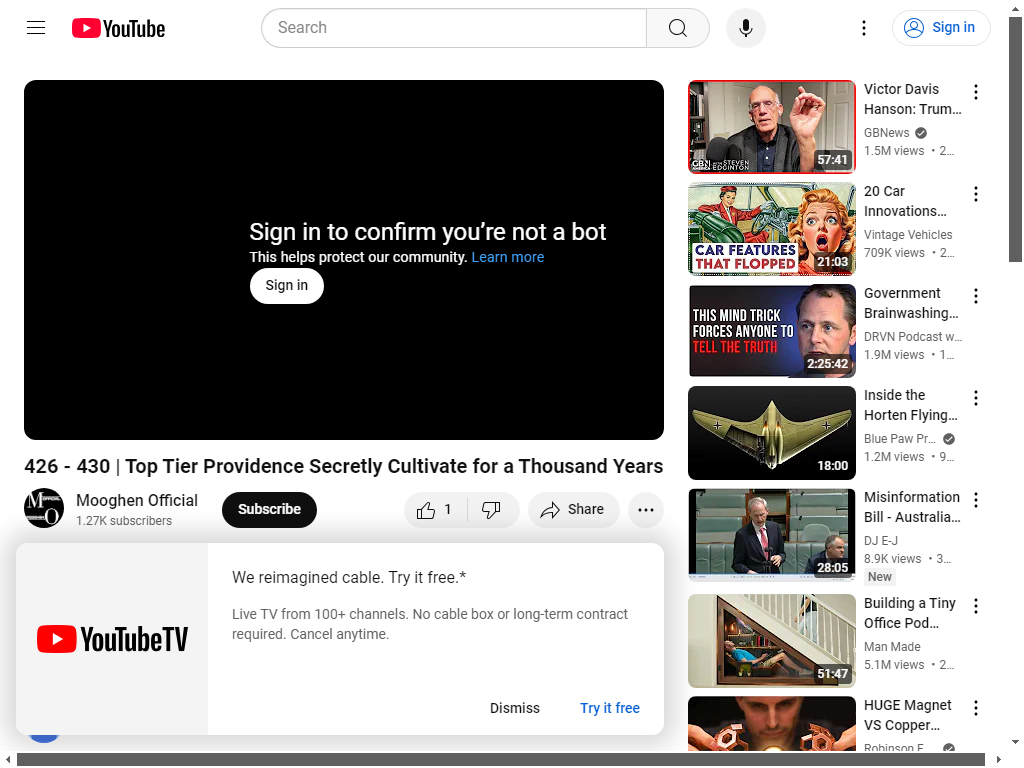 YouTube
Search
Sign in
Sign in to confirm you're not a bot
This helps protect our community. Learn more
Sign in
426 - 430 | Top Tier Providence Secretly Cultivate for a Thousand Years
Mooghen Official
1.27K subscribers
Subscribe
1
Share
We reimagined cable. Try it free.*
Live TV from 100+ channels. No cable box or long-term contract
required. Cancel anytime.
YouTubeTV
Dismiss
Try it free
57:41
Victor Davis
Hanson: Trum...
GBNews
1.5M views • 2...
CAR FEATURES
THAT FLOPPED
21:03
20 Car
Innovations...
Vintage Vehicles
709K views • 2...
THIS MIND TRICK
FORCES ANYONE TO
TELL THE TRUTH
2:25:42
Government
Brainwashing...
DRVN Podcast w...
1.9M views • 1...
18:00
Inside the
Horten Flying...
Blue Paw Pr...
1.2M views • 9...
28:05
Misinformation
Bill - Australia...
DJ E-J
8.9K views • 3...
New
51:47
Building a Tiny
Office Pod...
Man Made
5.1M views • 2...
HUGE Magnet
VS Copper...
Robinson F...